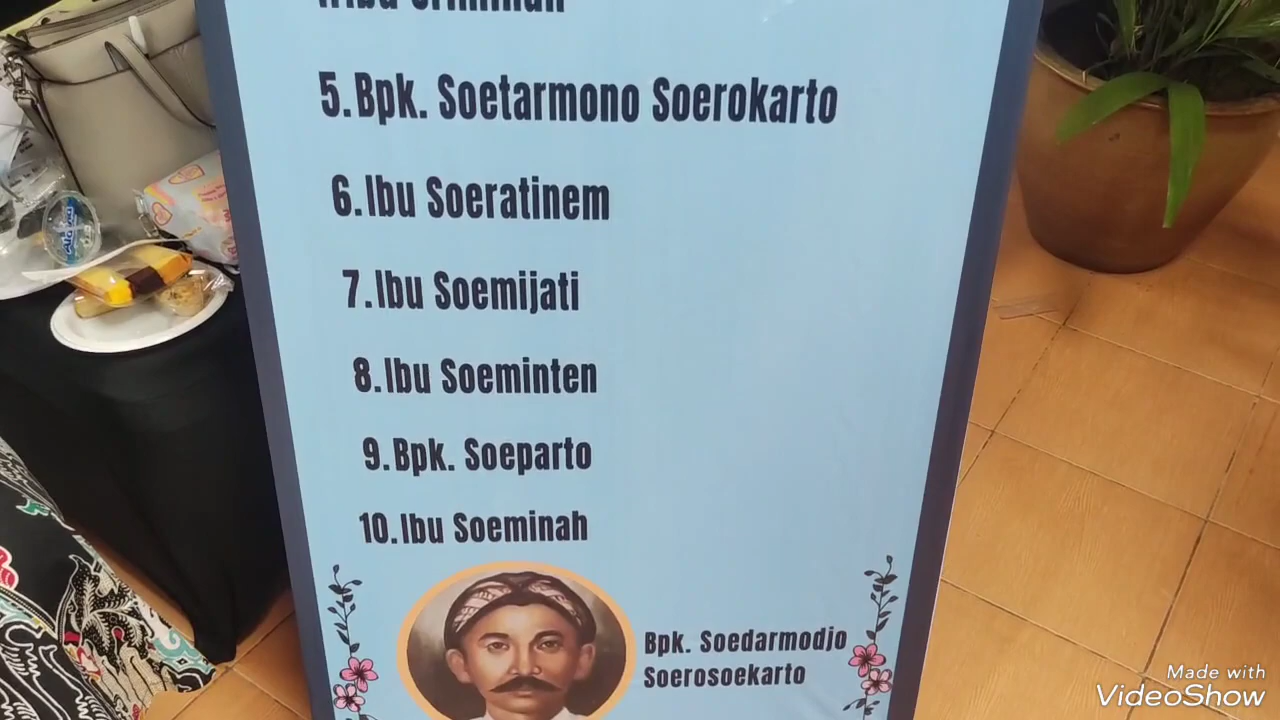 5. Bpk. Soetarmono Soerokarto
6. Ibu Soeratinem
7. Ibu Soemijati
8. Ibu Soeminten
9. Bpk. Soeparto
10. Ibu Soeminah
Bpk. Soedarmodjo
Soerosoekarto
Made with
VideoShow